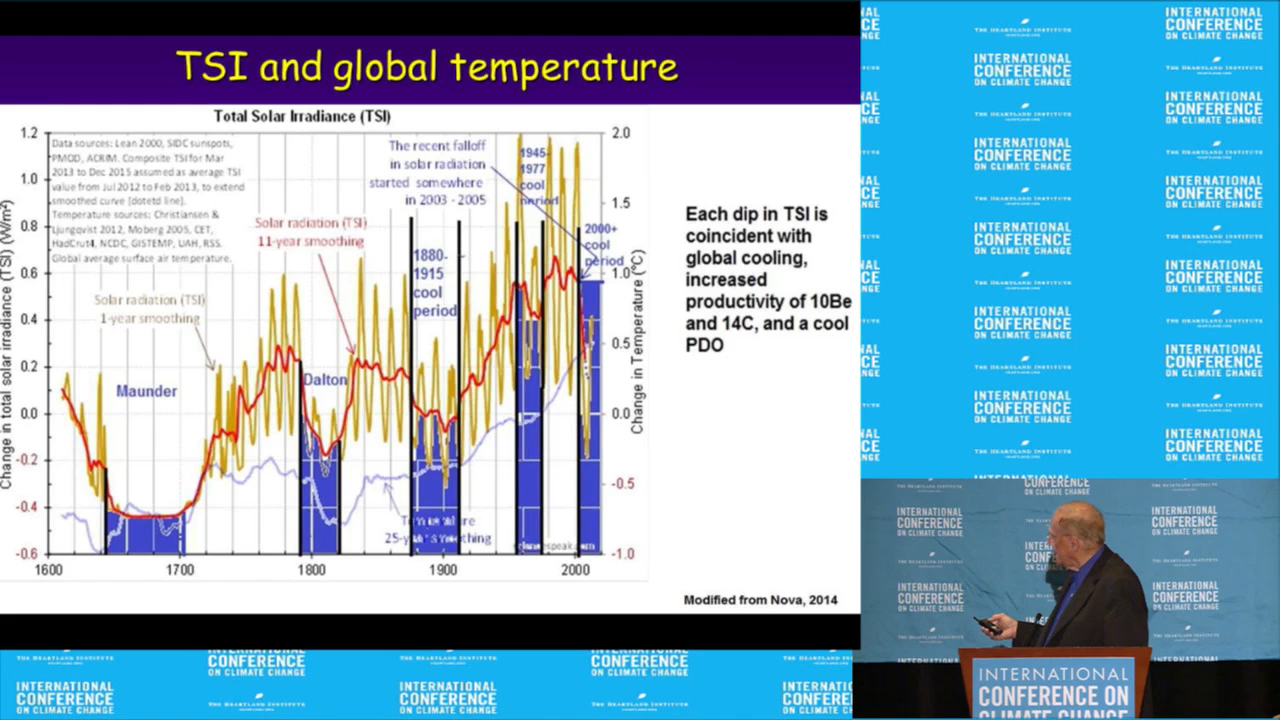 TSI and global temperature
Total Solar Irradiance (TSI)
Data sources: Lean 2000, SIDC sunspots,
PMOD, ACRIM. Composite TSI for Mar
2013 to Dec 2015 assumed as average TSI
value from Jul 2012 to Feb 2013, to extend
smoothed curve [dotetd line].
Temperature sources: Christiansen &
Ljungqvist 2012, Moberg 2005, CET,
HadCrut4, NCDC, GISTEMP, UAH, RSS.
Global average surface air temperature.
The recent falloff
in solar radiation
started somewhere
in 2003 - 2005
1945-
1977
cool
period
2000+
cool
period
Solar radiation (TSI)
11-year smoothing
1880-
1915
cool
period
Solar radiation (TSI)
1-year smoothing
Maunder
Dalton
25-year smoothing
Change in total solar irradiance (TSI) (W/m²)
1.2
1.0
0.8
0.6
0.4
0.2
0.0
-0.2
-0.4
-0.6
Change in Temperature (°C)
2.0
1.5
1.0
0.5
0.0
-0.5
-1.0
1600
1700
1800
1900
2000
Each dip in TSI is
coincident with
global cooling,
increased
productivity of 10Be
and 14C, and a cool
PDO
Modified from Nova, 2014
THE HEARTLAND INSTITUTE
INTERNATIONAL
CONFERENCE
ON CLIMATE CHANGE
INTERNATIONAL
CONFERENCE ON
CLIMATE CHANGE